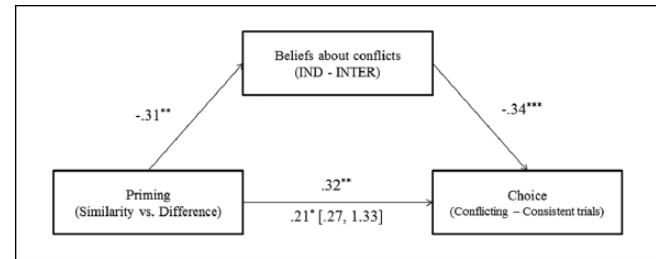 Beliefs about conflicts
(IND - INTER)
-.31**
-.34***
Priming
(Similarity vs. Difference)
.32**
.21* [.27, 1.33]
Choice
(Conflicting – Consistent trials)